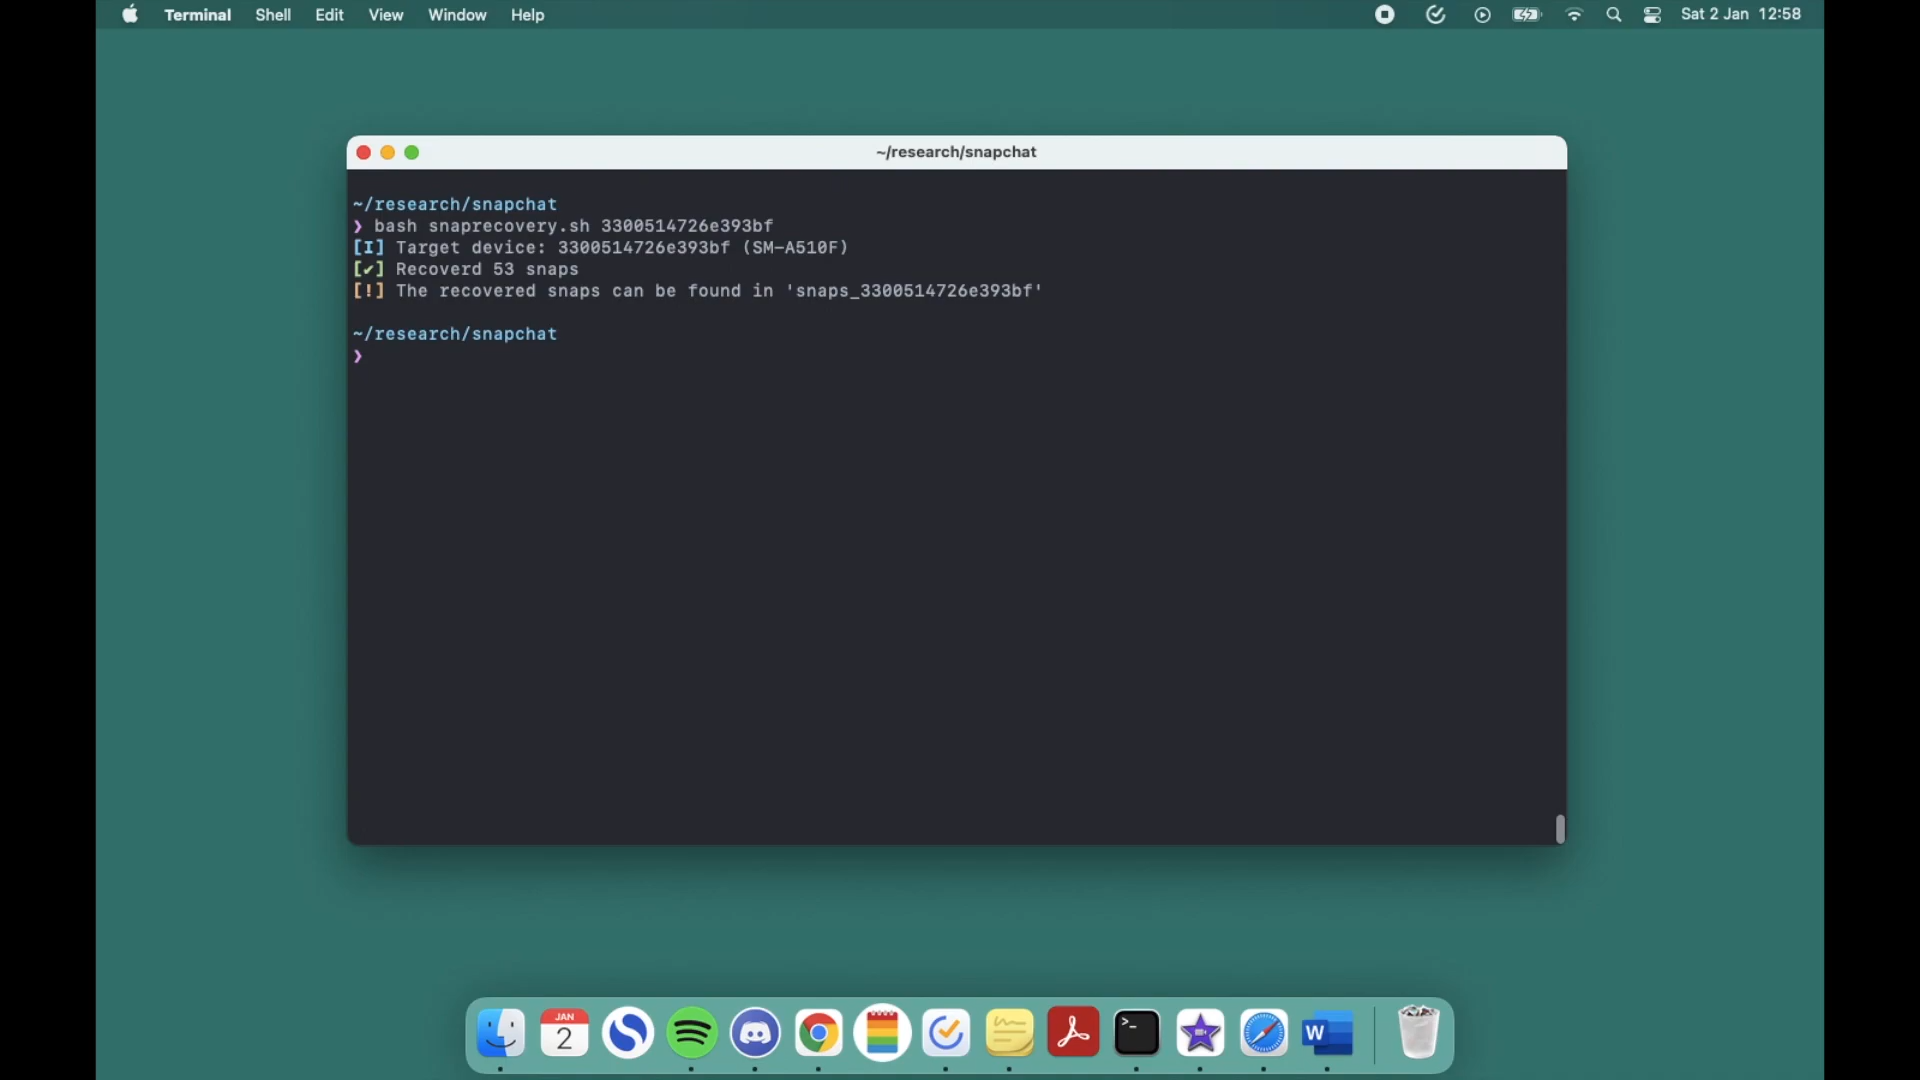 Terminal Shell Edit View Window Help Sat 2 Jan 12:58
~/research/snapchat
~/research/snapchat
❯ bash snaprecovery.sh 3300514726e393bf
[I] Target device: 3300514726e393bf (SM-A510F)
[✔] Recoverd 53 snaps
[!] The recovered snaps can be found in 'snaps_3300514726e393bf'
~/research/snapchat
❯
JAN
2
>_
W